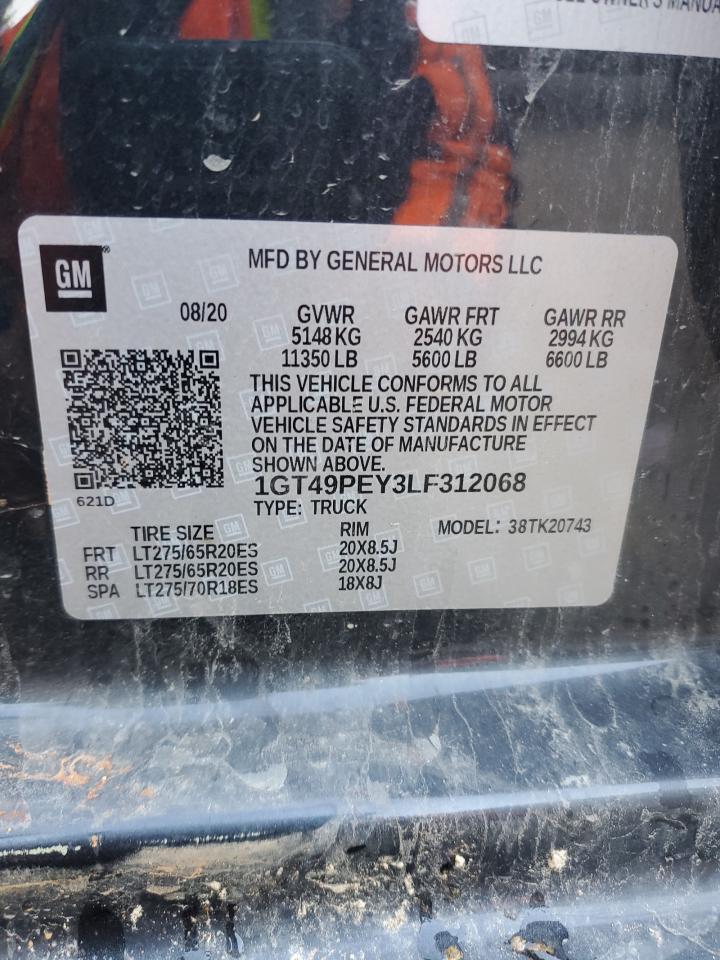 OWNER'S MANUA
GM
MFD BY GENERAL MOTORS LLC
08/20 GVWR GAWR FRT GAWR RR
5148 KG 2540 KG 2994 KG
11350 LB 5600 LB 6600 LB
THIS VEHICLE CONFORMS TO ALL
APPLICABLE U.S. FEDERAL MOTOR
VEHICLE SAFETY STANDARDS IN EFFECT
ON THE DATE OF MANUFACTURE
SHOWN ABOVE.
621D 1GT49PEY3LF312068
TYPE: TRUCK
TIRE SIZE RIM MODEL: 38TK20743
FRT LT275/65R20ES 20X8.5J
RR LT275/65R20ES 20X8.5J
SPA LT275/70R18ES 18X8J